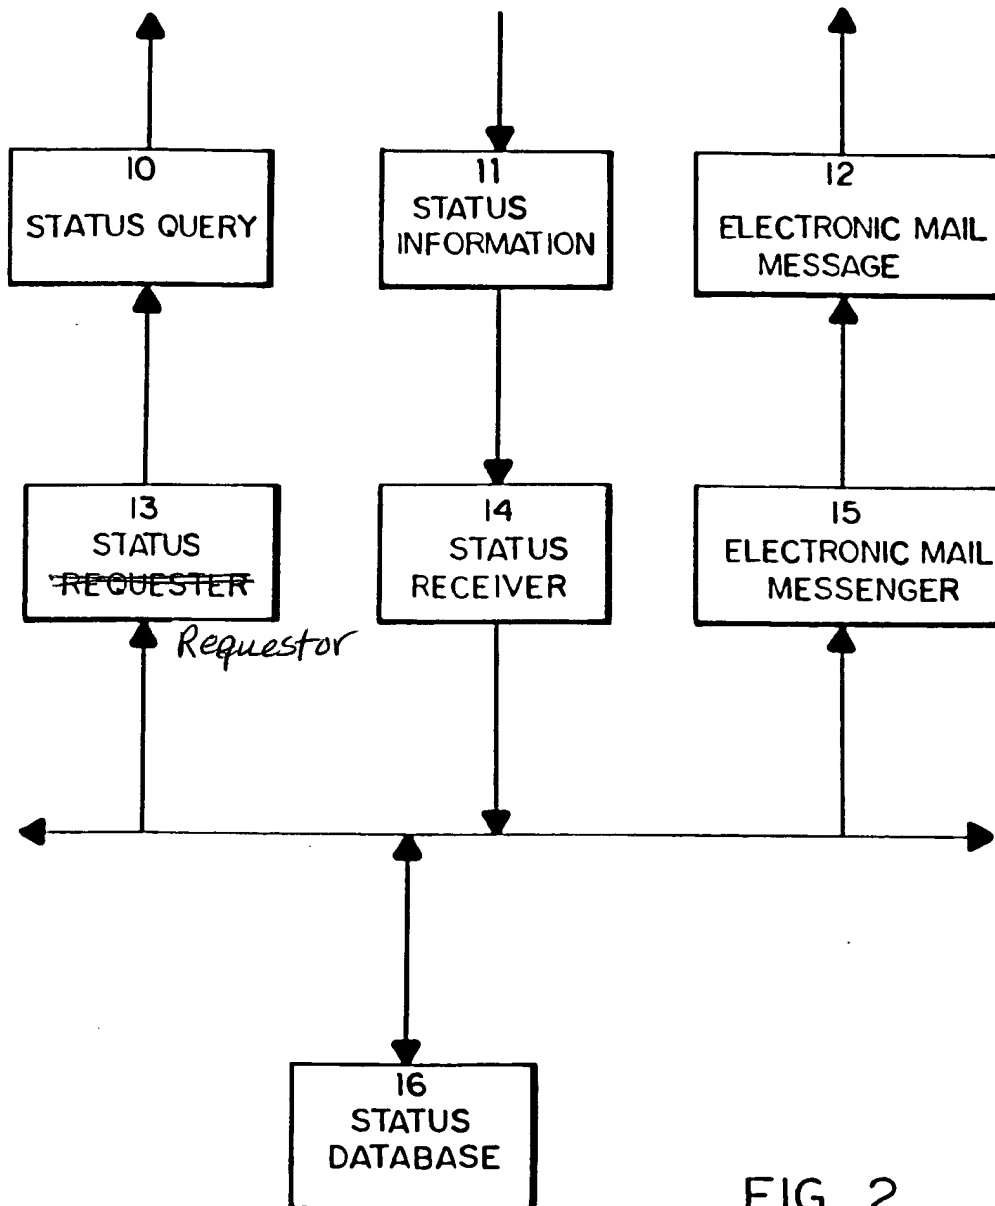 10
STATUS QUERY
11
STATUS
INFORMATION
12
ELECTRONIC MAIL
MESSAGE
13
STATUS
REQUESTER
Requestor
14
STATUS
RECEIVER
15
ELECTRONIC MAIL
MESSENGER
16
STATUS
DATABASE
FIG. 2